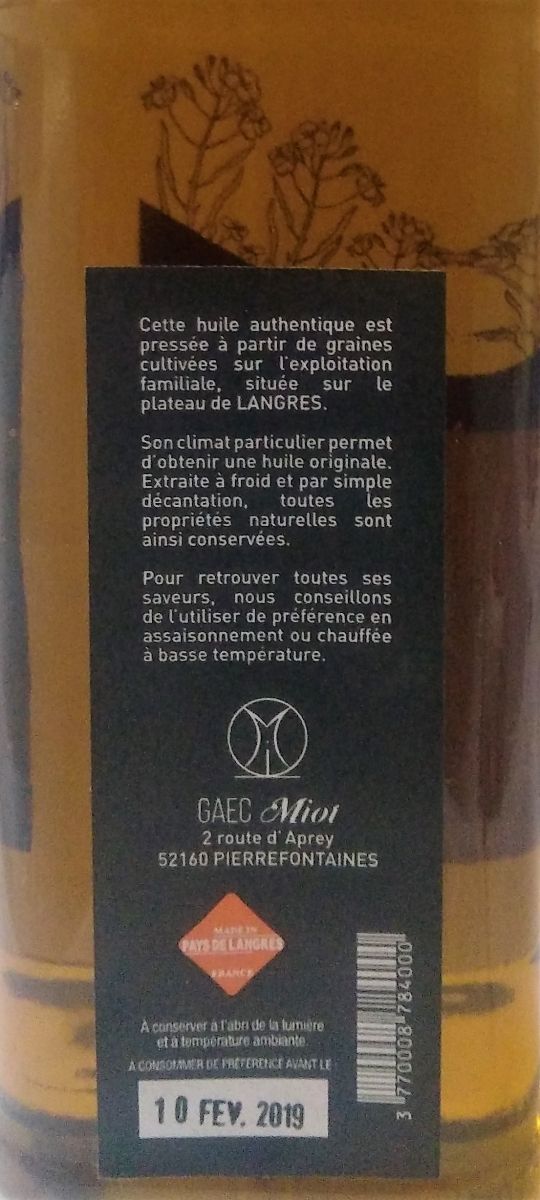 Cette huile authentique est
pressée à partir de graines
cultivées sur l'exploitation
familiale, située sur le
plateau de LANGRES.
Son climat particulier permet
d'obtenir une huile originale.
Extraite à froid et par simple
décantation, toutes les
propriétés naturelles sont
ainsi conservées.
Pour retrouver toutes ses
saveurs, nous conseillons
de l'utiliser de préférence en
assaisonnement ou chauffée
à basse température.
GAEC Miot
2 route d'Aprey
52160 PIERREFONTAINES
MADE IN
PAYS DE LANGRES
FRANCE
A conserver à l'abri de la lumière
et à température ambiante.
A CONSOMMER DE PRÉFÉRENCE AVANT LE
10 FEV. 2019
3 770008 784000